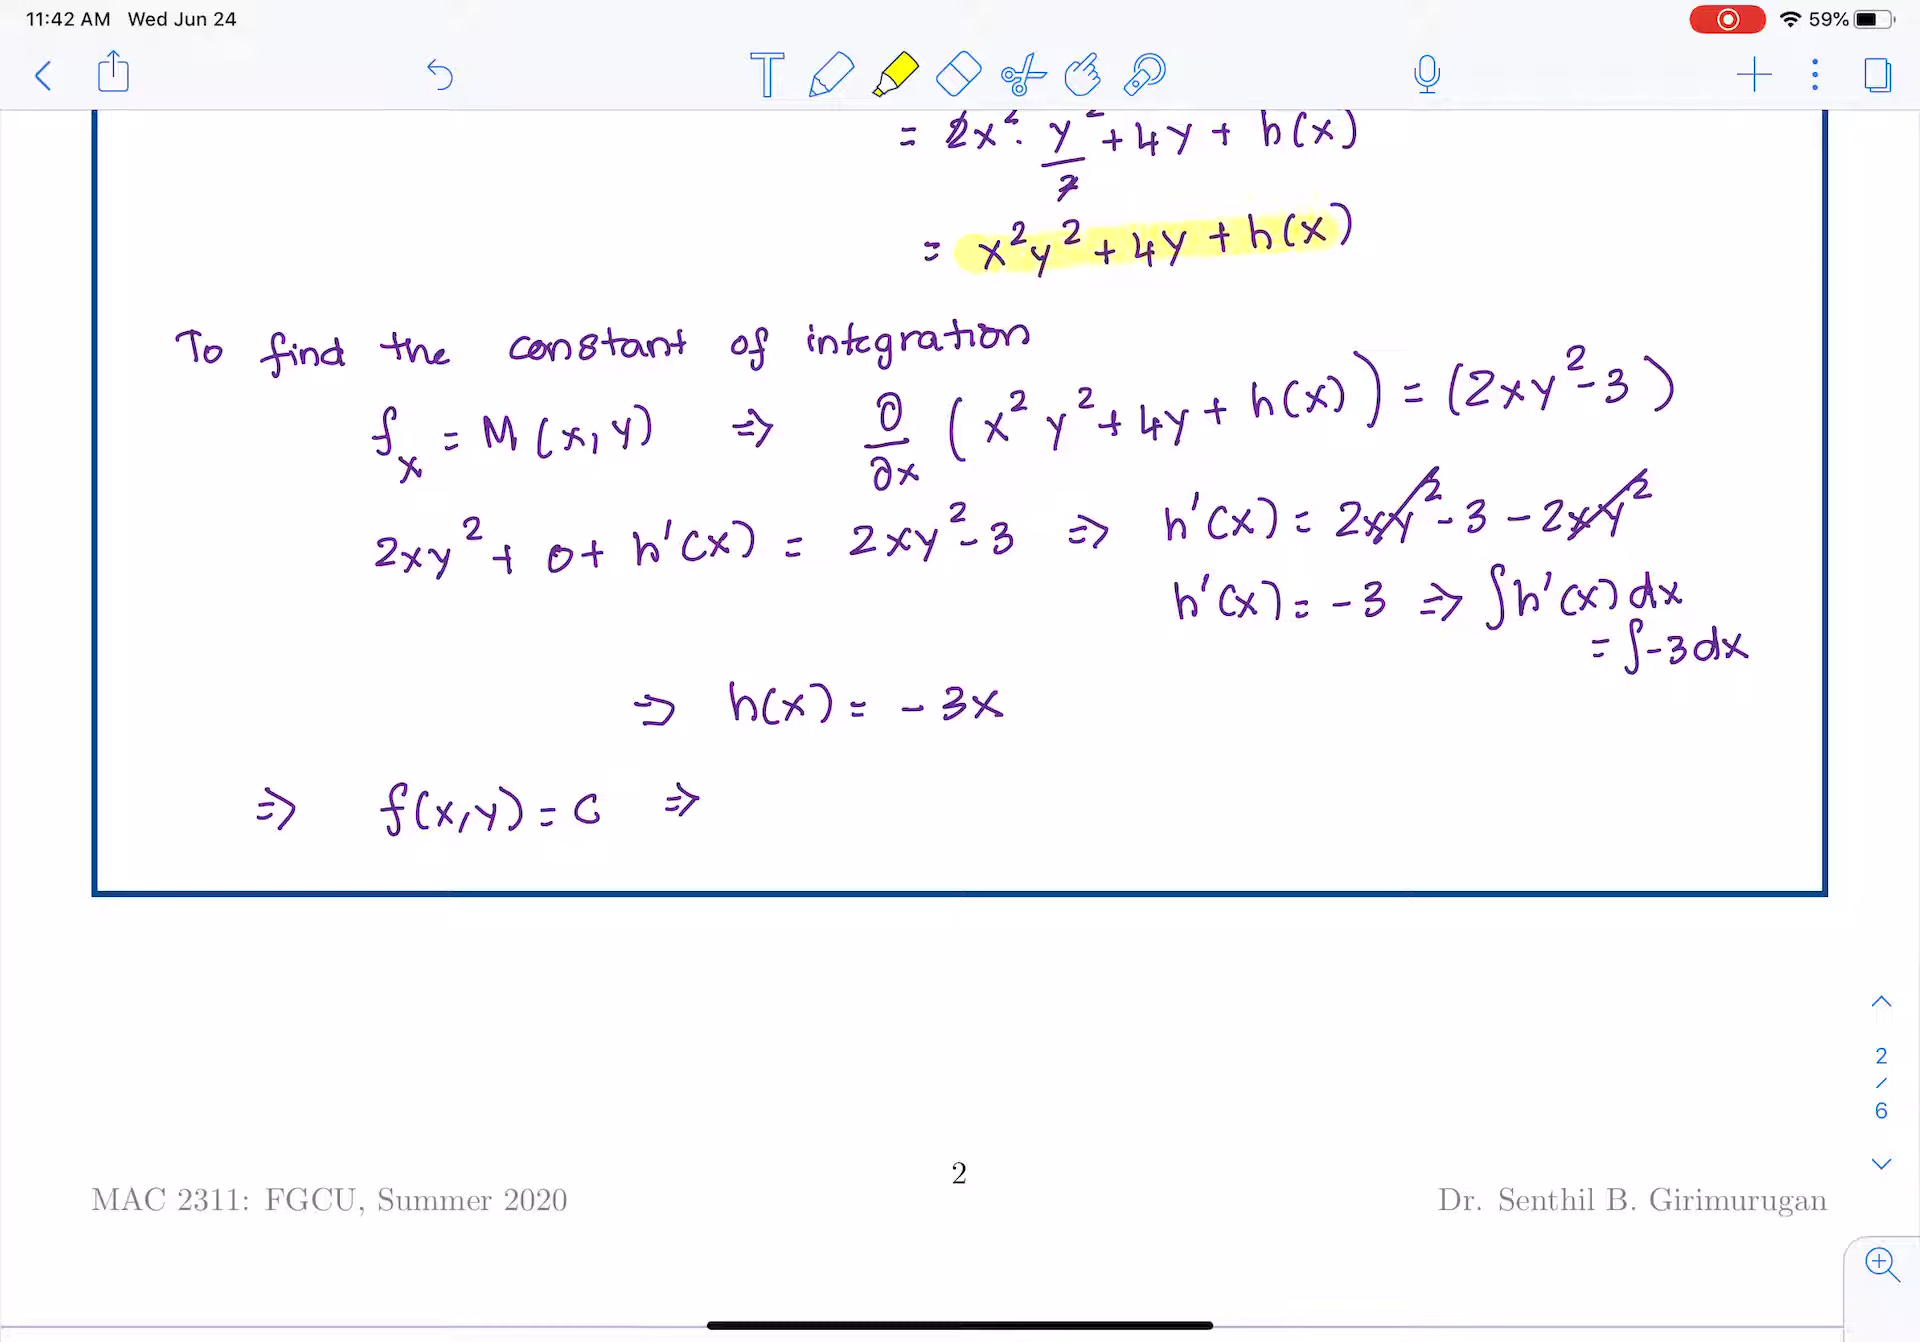 11:42 AM Wed Jun 24 59%
= 2x² · y²/2 + 4y + h(x)
= x²y² + 4y + h(x)
To find the constant of integration
f_x = M(x, y) ⇒ ∂/∂x (x²y² + 4y + h(x)) = (2xy² - 3)
2xy² + 0 + h'(x) = 2xy² - 3 ⇒ h'(x) = 2xy² - 3 - 2xy²
h'(x) = -3 ⇒ ∫h'(x) dx
= ∫-3dx
⇒ h(x) = -3x
⇒ f(x,y) = C ⇒
2
/
6
2
MAC 2311: FGCU, Summer 2020 Dr. Senthil B. Girimurugan